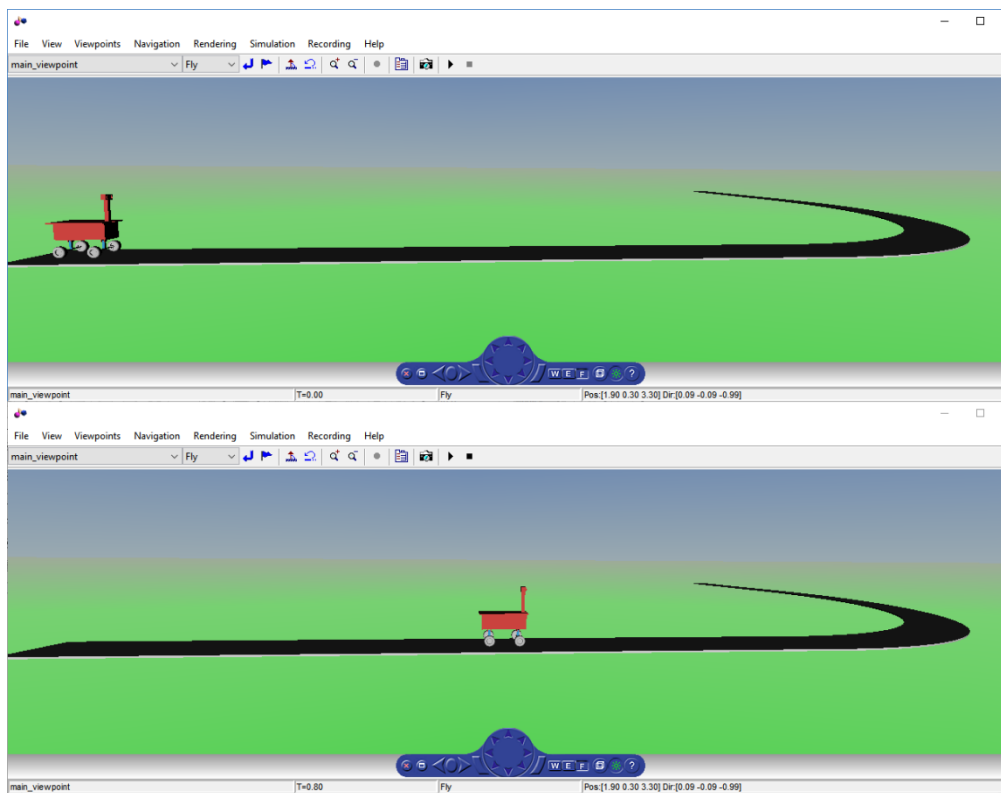 File View Viewpoints Navigation Rendering Simulation Recording Help
main_viewpoint Fly
W E F ?
main_viewpoint T=0.00 Fly Pos:[1.90 0.30 3.30] Dir:[0.09 -0.09 -0.99]
File View Viewpoints Navigation Rendering Simulation Recording Help
main_viewpoint Fly
W E F ?
main_viewpoint T=0.80 Fly Pos:[1.90 0.30 3.30] Dir:[0.09 -0.09 -0.99]